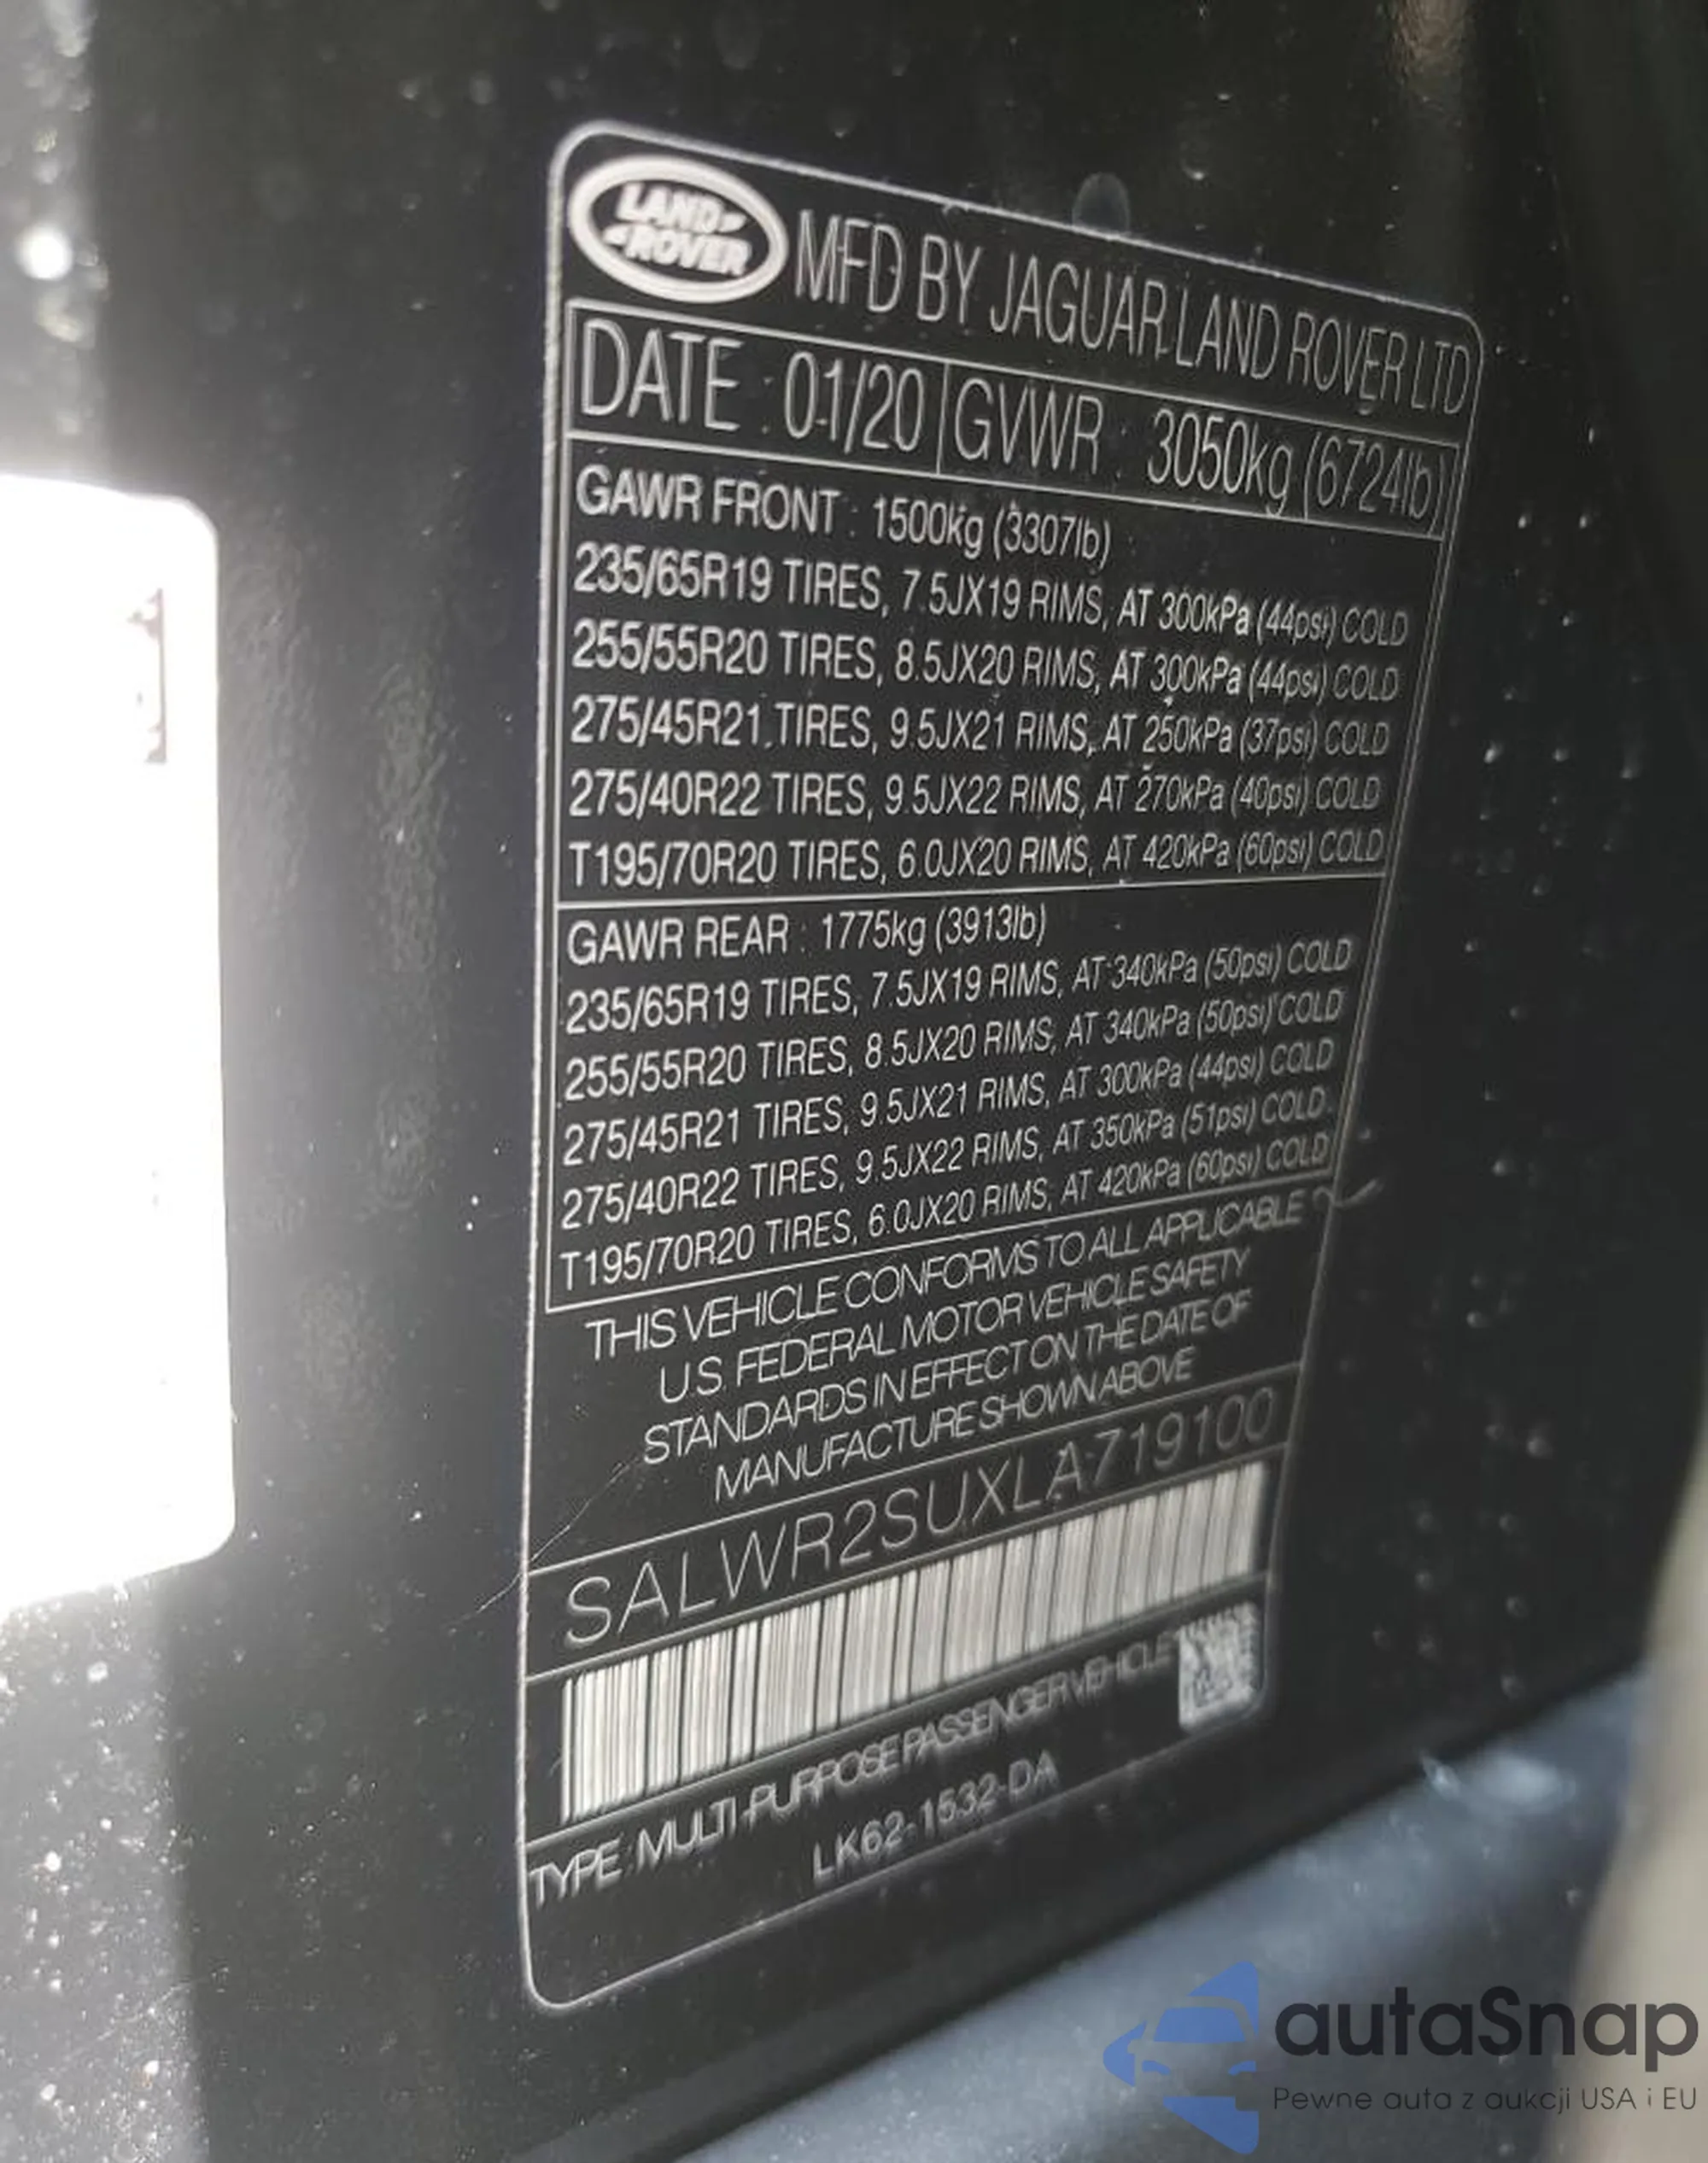 LAND ROVER
MFD BY JAGUAR LAND ROVER LTD
DATE : 01/20 GVWR : 3050kg (6724lb)
GAWR FRONT : 1500kg (3307lb)
235/65R19 TIRES, 7.5JX19 RIMS, AT 300kPa (44psi) COLD
255/55R20 TIRES, 8.5JX20 RIMS, AT 300kPa (44psi) COLD
275/45R21 TIRES, 9.5JX21 RIMS, AT 250kPa (37psi) COLD
275/40R22 TIRES, 9.5JX22 RIMS, AT 270kPa (40psi) COLD
T195/70R20 TIRES, 6.0JX20 RIMS, AT 420kPa (60psi) COLD
GAWR REAR : 1775kg (3913lb)
235/65R19 TIRES, 7.5JX19 RIMS, AT 340kPa (50psi) COLD
255/55R20 TIRES, 8.5JX20 RIMS, AT 340kPa (50psi) COLD
275/45R21 TIRES, 9.5JX21 RIMS, AT 300kPa (44psi) COLD
275/40R22 TIRES, 9.5JX22 RIMS, AT 350kPa (51psi) COLD
T195/70R20 TIRES, 6.0JX20 RIMS, AT 420kPa (60psi) COLD
THIS VEHICLE CONFORMS TO ALL APPLICABLE
U.S. FEDERAL MOTOR VEHICLE SAFETY
STANDARDS IN EFFECT ON THE DATE OF
MANUFACTURE SHOWN ABOVE
SALWR2SUXLA719100
TYPE: MULTI-PURPOSE PASSENGER VEHICLE
LK62-1532-DA
autaSnap
Pewne auta z aukcji USA i EU